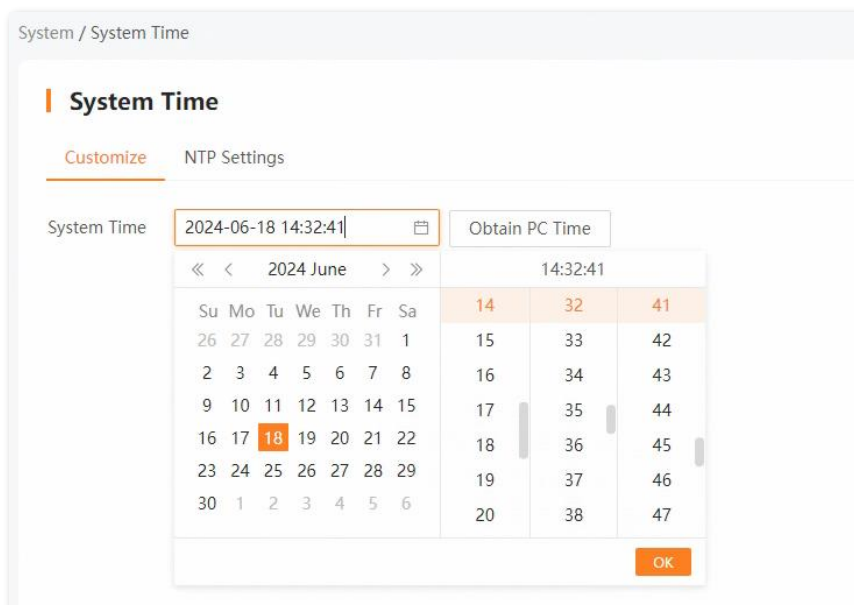 System / System Time
System Time
Customize NTP Settings
System Time 2024-06-18 14:32:41 Obtain PC Time
« < 2024 June > » 14:32:41
Su Mo Tu We Th Fr Sa 14 32 41
26 27 28 29 30 31 1 15 33 42
2 3 4 5 6 7 8 16 34 43
9 10 11 12 13 14 15 17 35 44
16 17 18 19 20 21 22 18 36 45
23 24 25 26 27 28 29 19 37 46
30 1 2 3 4 5 6 20 38 47
OK